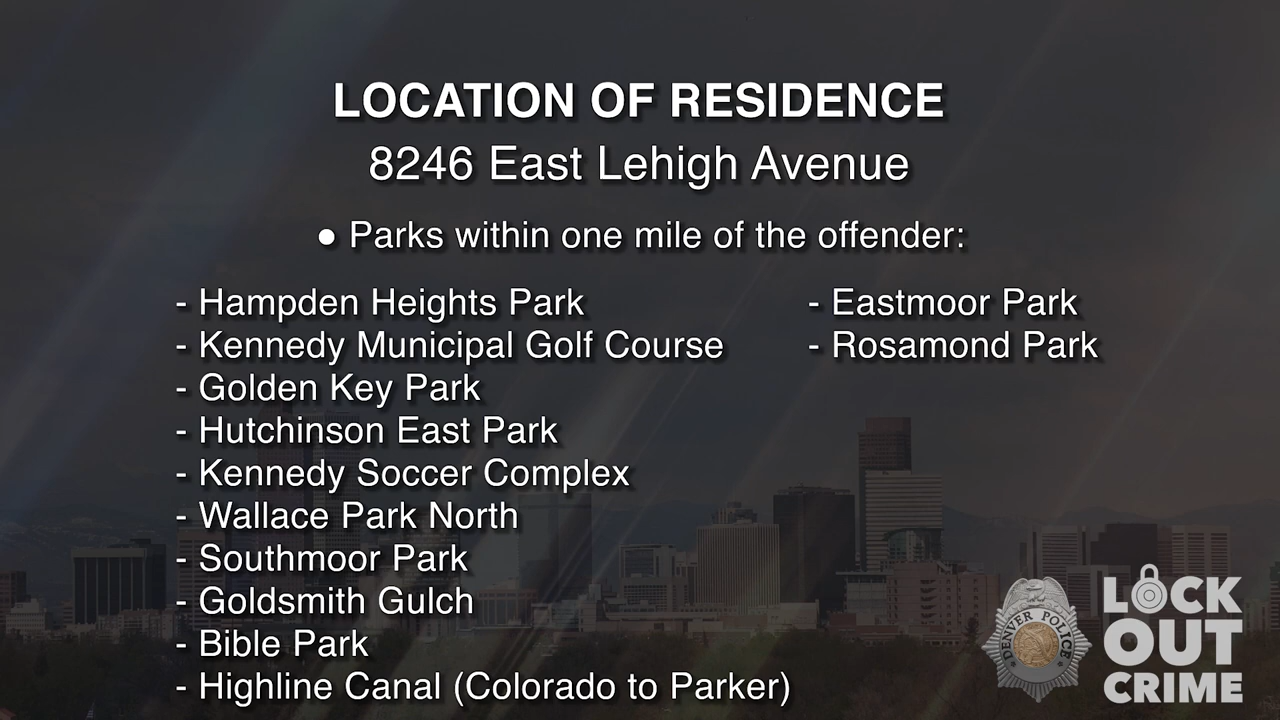 LOCATION OF RESIDENCE
8246 East Lehigh Avenue
● Parks within one mile of the offender:
- Hampden Heights Park
- Kennedy Municipal Golf Course
- Golden Key Park
- Hutchinson East Park
- Kennedy Soccer Complex
- Wallace Park North
- Southmoor Park
- Goldsmith Gulch
- Bible Park
- Highline Canal (Colorado to Parker)
- Eastmoor Park
- Rosamond Park
DENVER POLICE
LOCK
OUT
CRIME